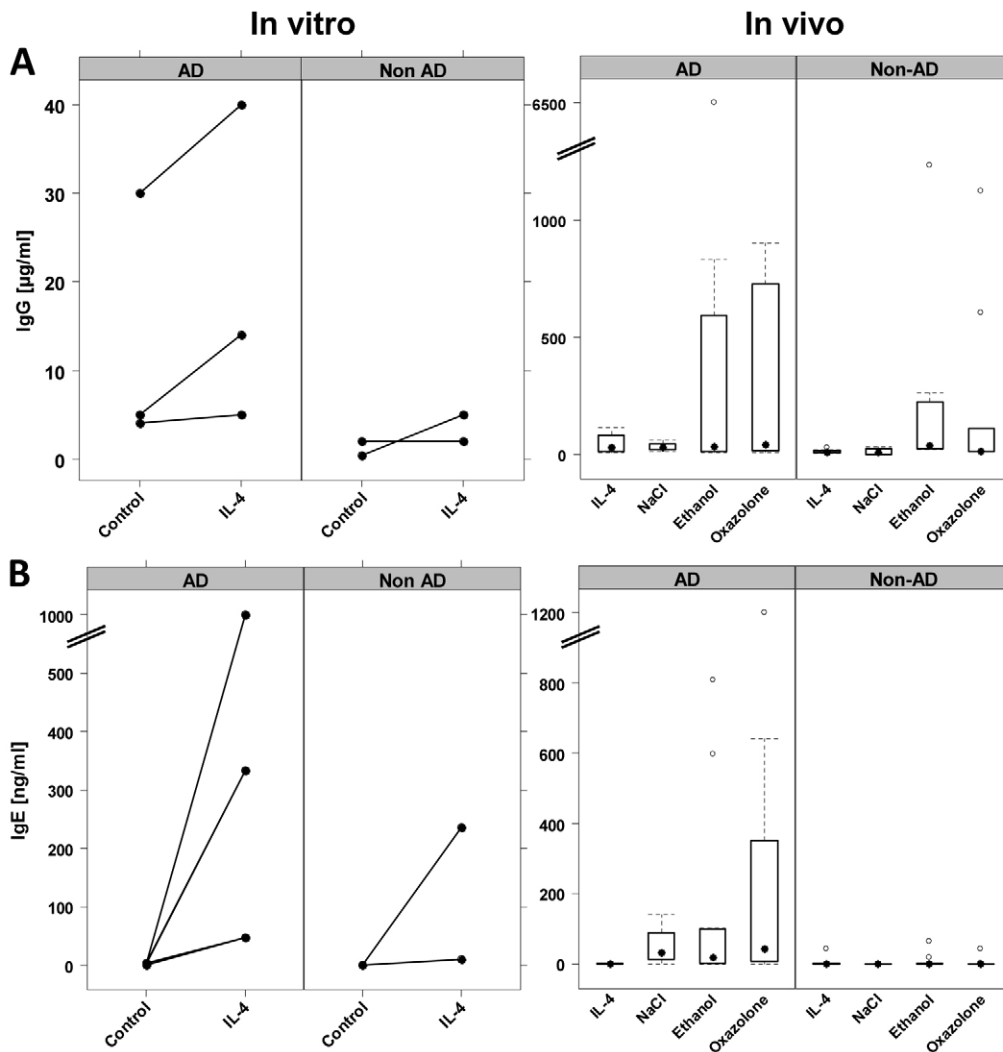 In vitro
In vivo
A
AD
Non AD
AD
Non-AD
40
30
20
10
0
IgG [µg/ml]
6500
1000
500
0
Control
IL-4
Control
IL-4
IL-4
NaCl
Ethanol
Oxazolone
IL-4
NaCl
Ethanol
Oxazolone
B
AD
Non AD
AD
Non-AD
1000
500
400
300
200
100
0
IgE [ng/ml]
1200
800
600
400
200
0
Control
IL-4
Control
IL-4
IL-4
NaCl
Ethanol
Oxazolone
IL-4
NaCl
Ethanol
Oxazolone